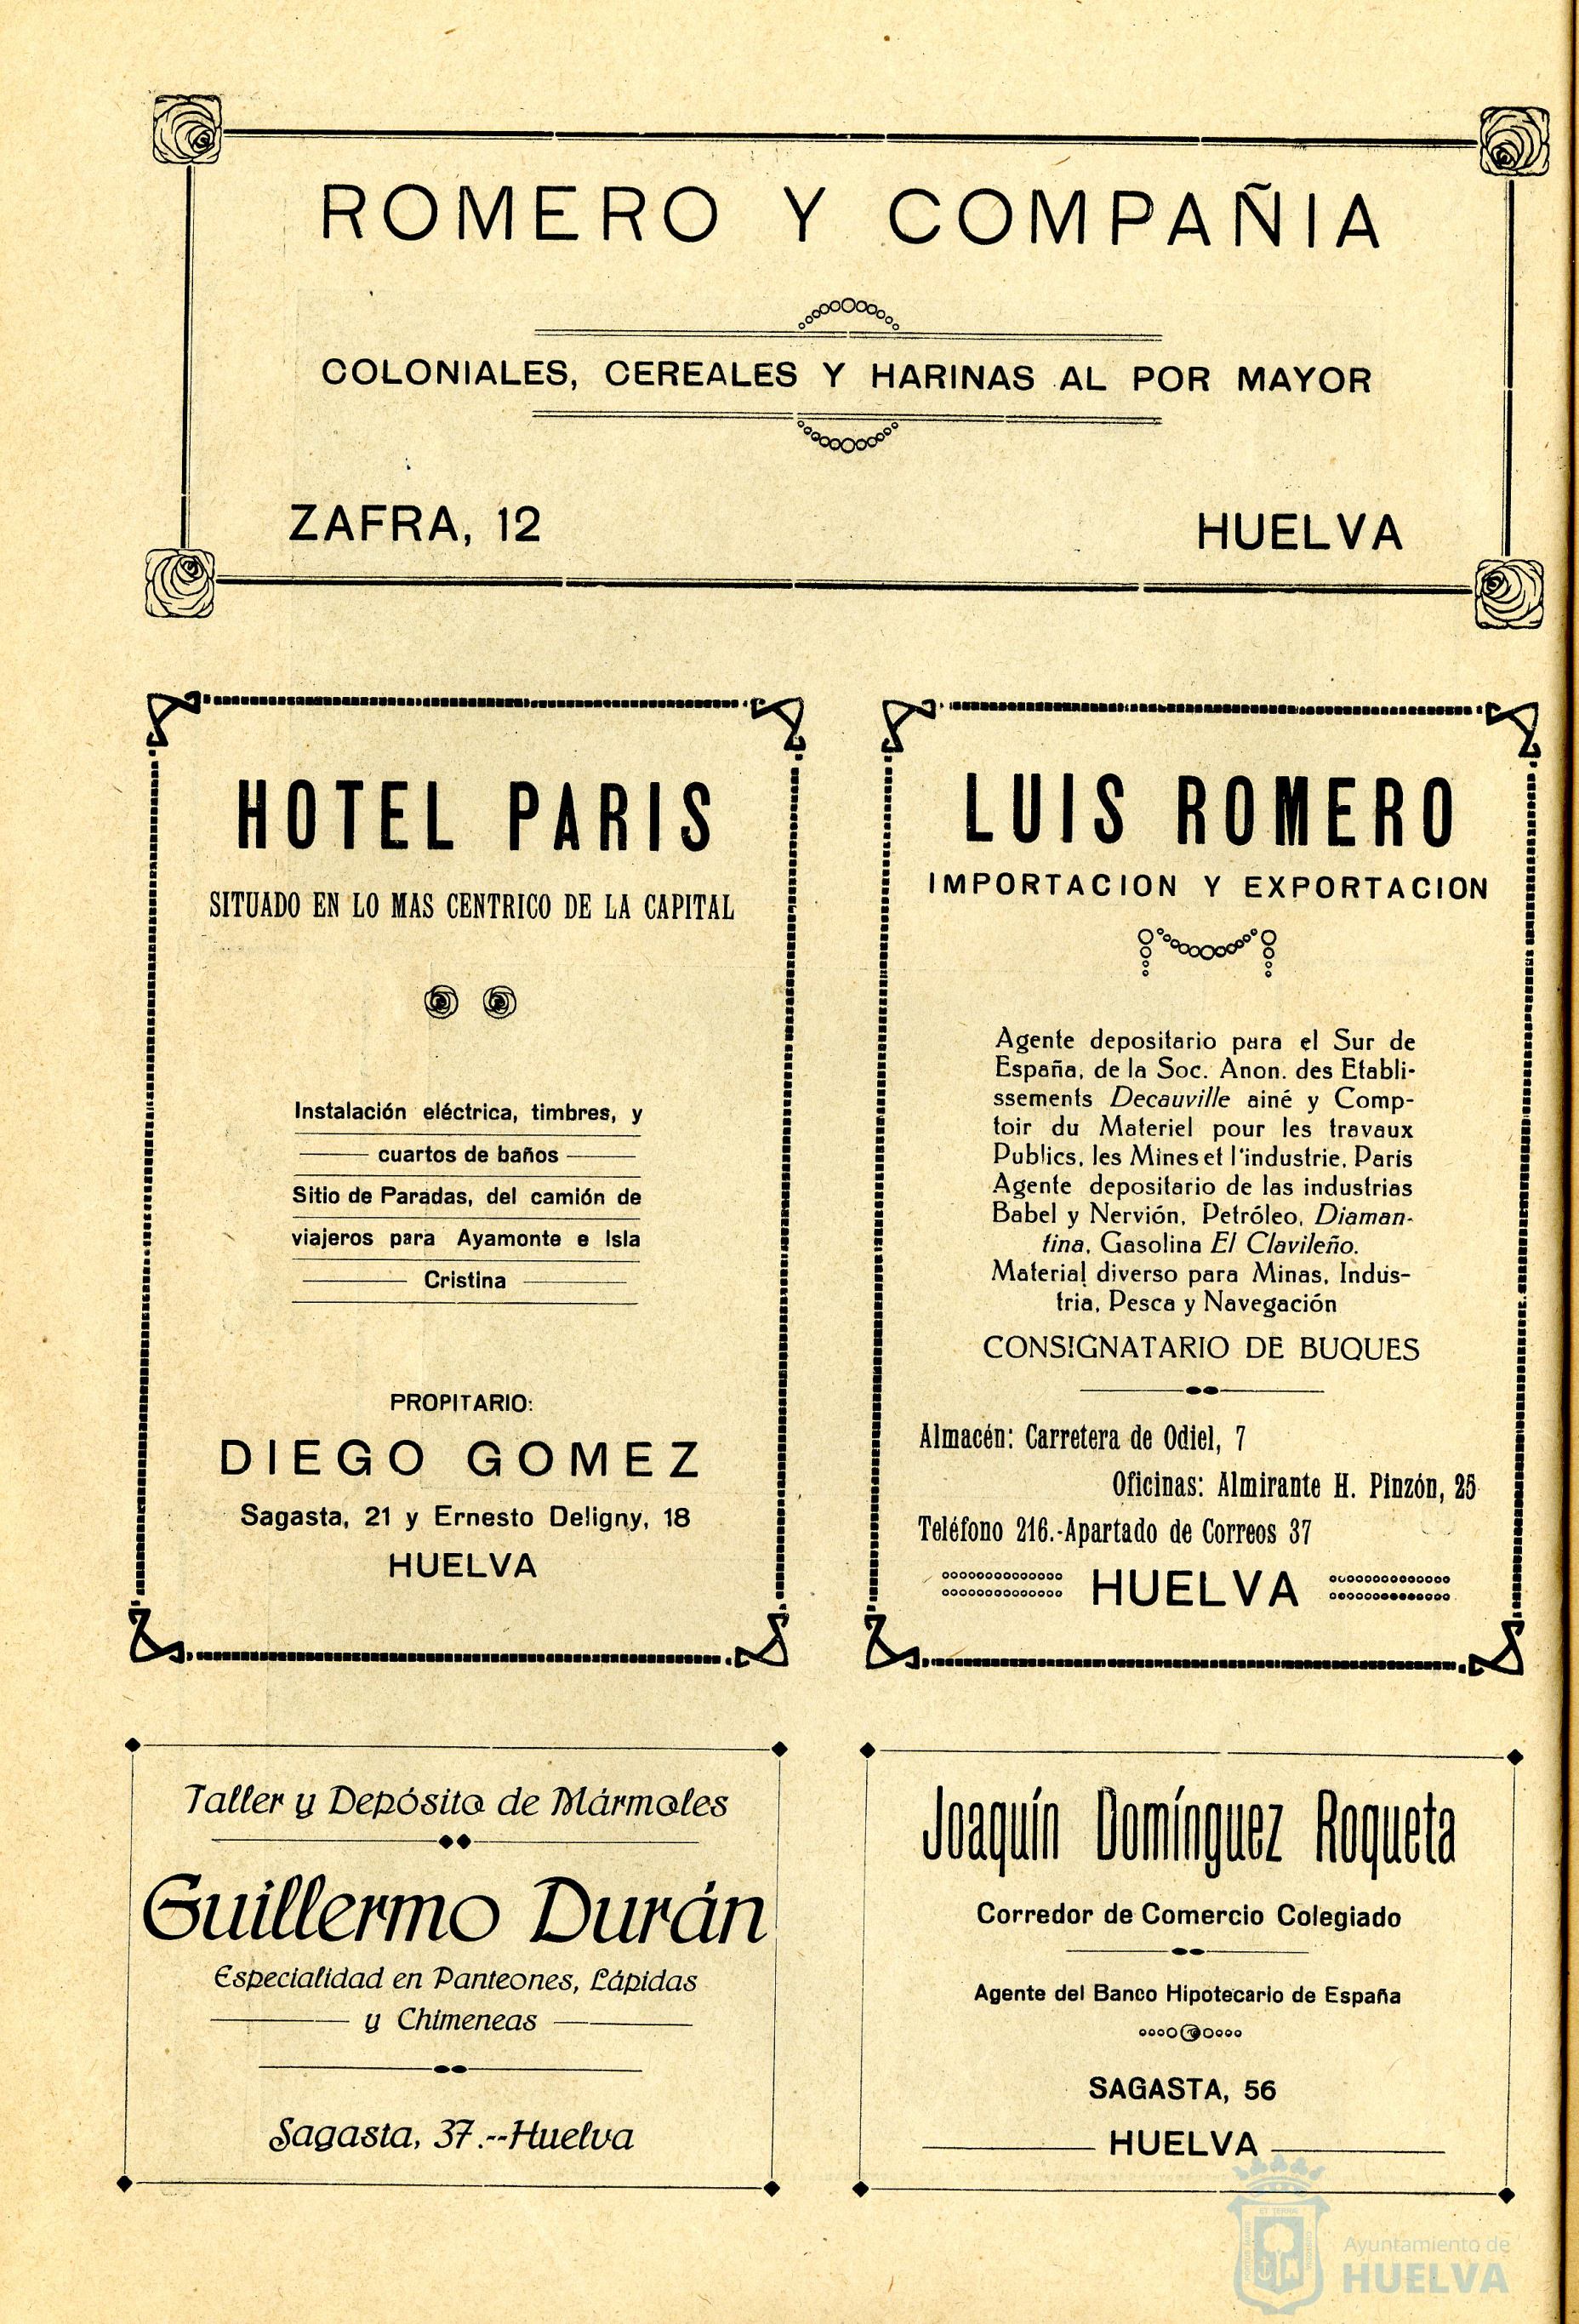 ROMERO Y COMPAÑIA
COLONIALES, CEREALES Y HARINAS AL POR MAYOR
ZAFRA, 12
HUELVA
HOTEL PARIS
SITUADO EN LO MAS CENTRICO DE LA CAPITAL
Instalación eléctrica, timbres, y
cuartos de baños
Sitio de Paradas, del camión de
viajeros para Ayamonte e Isla
Cristina
PROPITARIO:
DIEGO GOMEZ
Sagasta, 21 y Ernesto Deligny, 18
HUELVA
LUIS ROMERO
IMPORTACION Y EXPORTACION
Agente depositario para el Sur de
España, de la Soc. Anon. des Etabli-
ssements Decauville ainé y Comp-
toir du Materiel pour les travaux
Publics, les Mines et l'industrie, Paris
Agente depositario de las industrias
Babel y Nervión, Petróleo, Diaman-
tina, Gasolina El Clavileño.
Material diverso para Minas, Indus-
tria, Pesca y Navegación
CONSIGNATARIO DE BUQUES
Almacén: Carretera de Odiel, 7
Oficinas: Almirante H. Pinzón, 25
Teléfono 216.-Apartado de Correos 37
HUELVA
Taller y Depósito de Mármoles
Guillermo Durán
Especialidad en Panteones, Lápidas
y Chimeneas
Sagasta, 37.--Huelva
Joaquín Domínguez Roqueta
Corredor de Comercio Colegiado
Agente del Banco Hipotecario de España
SAGASTA, 56
HUELVA
Ayuntamiento de
HUELVA